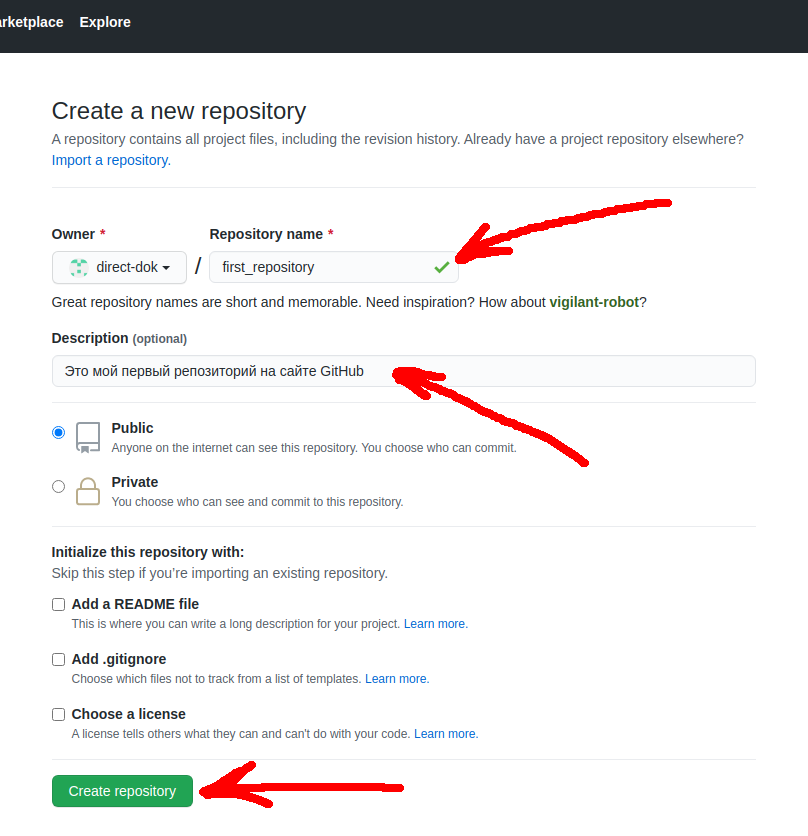 Explore
Create a new repository
A repository contains all project files, including the revision history. Already have a project repository elsewhere?
Import a repository.
Owner * Repository name *
direct-dok / first_repository
Great repository names are short and memorable. Need inspiration? How about vigilant-robot?
Description (optional)
Это мой первый репозиторий на сайте GitHub
Public
Anyone on the internet can see this repository. You choose who can commit.
Private
You choose who can see and commit to this repository.
Initialize this repository with:
Skip this step if you’re importing an existing repository.
Add a README file
This is where you can write a long description for your project. Learn more.
Add .gitignore
Choose which files not to track from a list of templates. Learn more.
Choose a license
A license tells others what they can and can't do with your code. Learn more.
Create repository